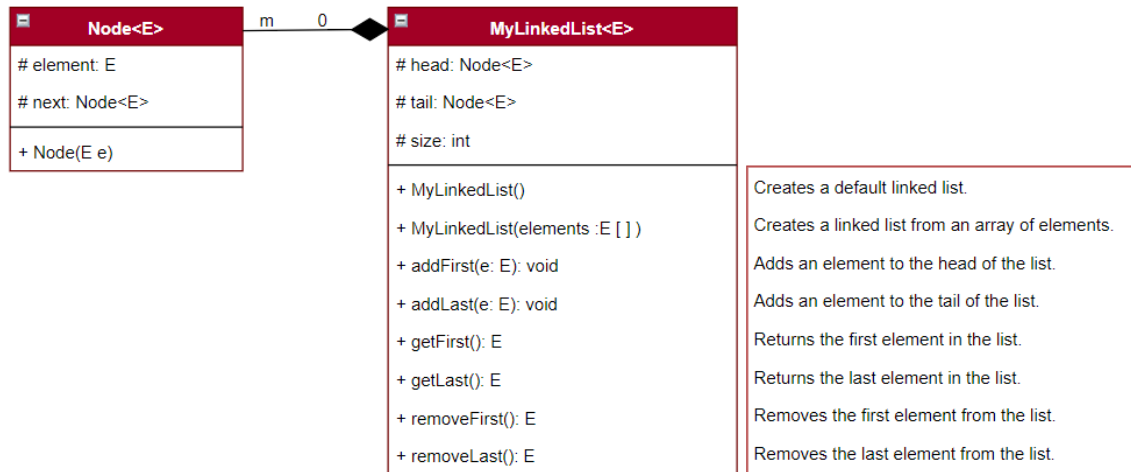 Node<E>
# element: E
# next: Node<E>
+ Node(E e)
m 0
MyLinkedList<E>
# head: Node<E>
# tail: Node<E>
# size: int
+ MyLinkedList()
Creates a default linked list.
+ MyLinkedList(elements :E [ ] )
Creates a linked list from an array of elements.
+ addFirst(e: E): void
Adds an element to the head of the list.
+ addLast(e: E): void
Adds an element to the tail of the list.
+ getFirst(): E
Returns the first element in the list.
+ getLast(): E
Returns the last element in the list.
+ removeFirst(): E
Removes the first element from the list.
+ removeLast(): E
Removes the last element from the list.